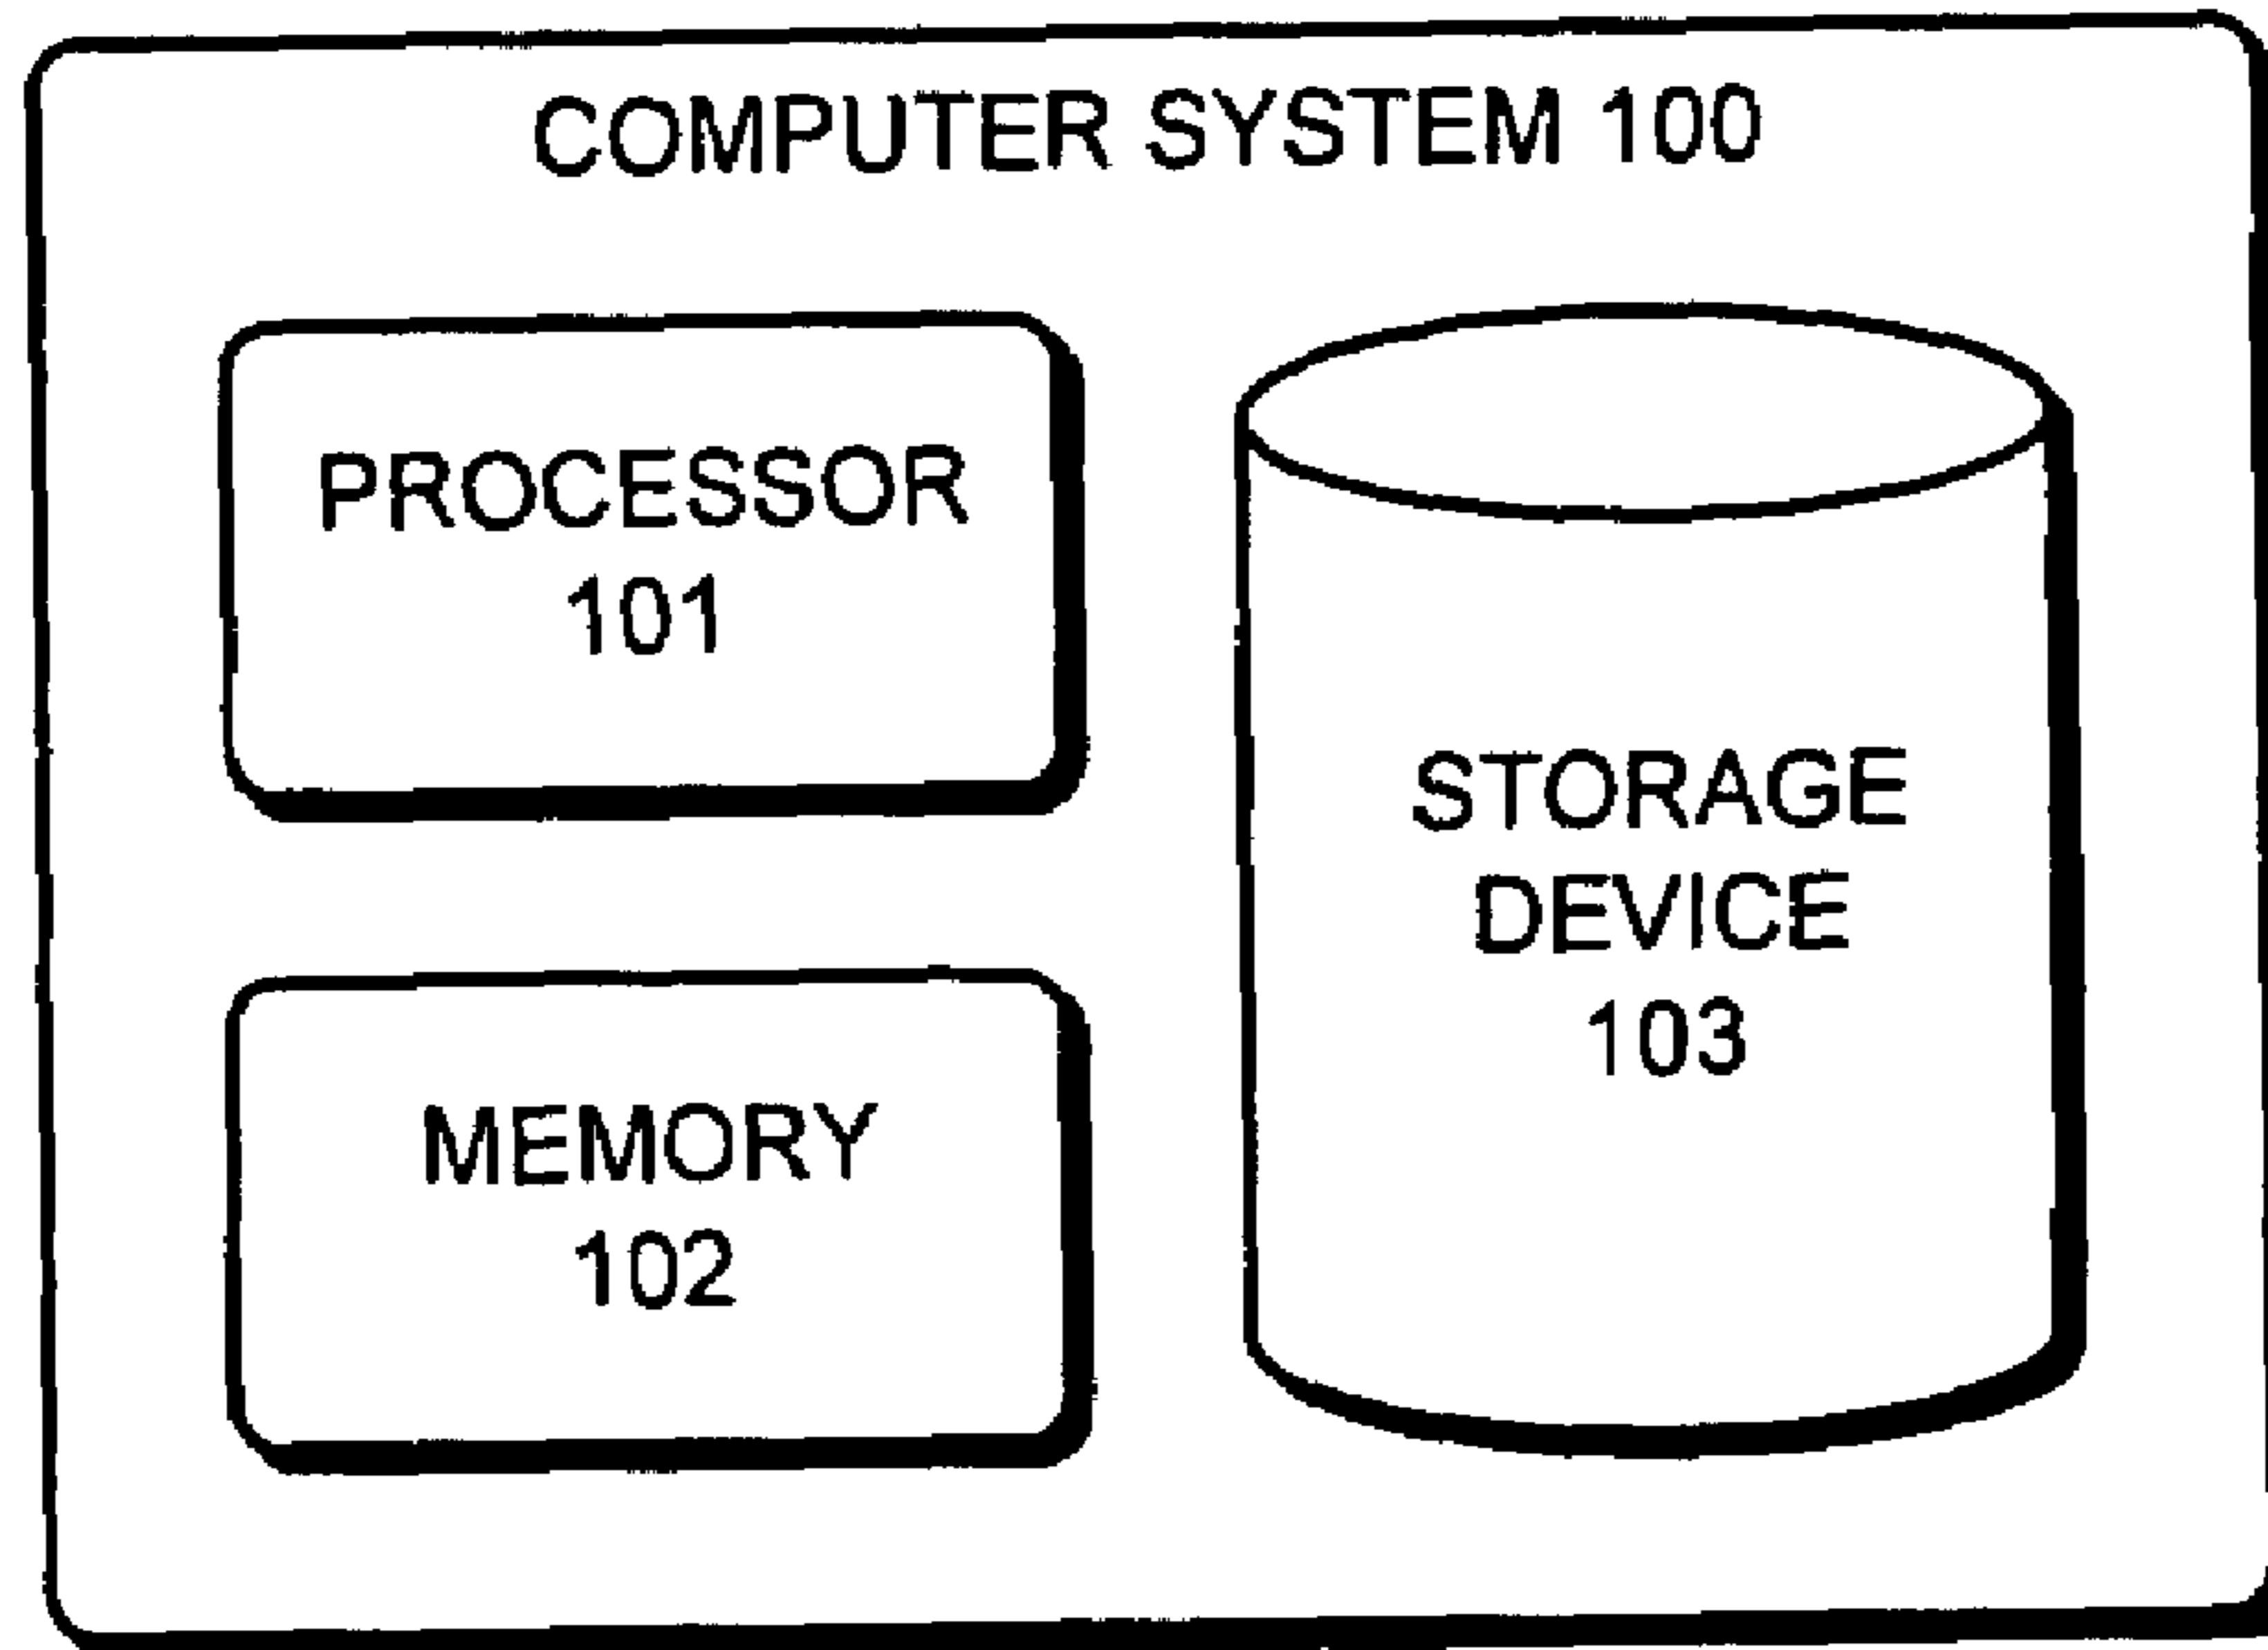 COMPUTER SYSTEM 100
PROCESSOR
101
MEMORY
102
STORAGE
DEVICE
103